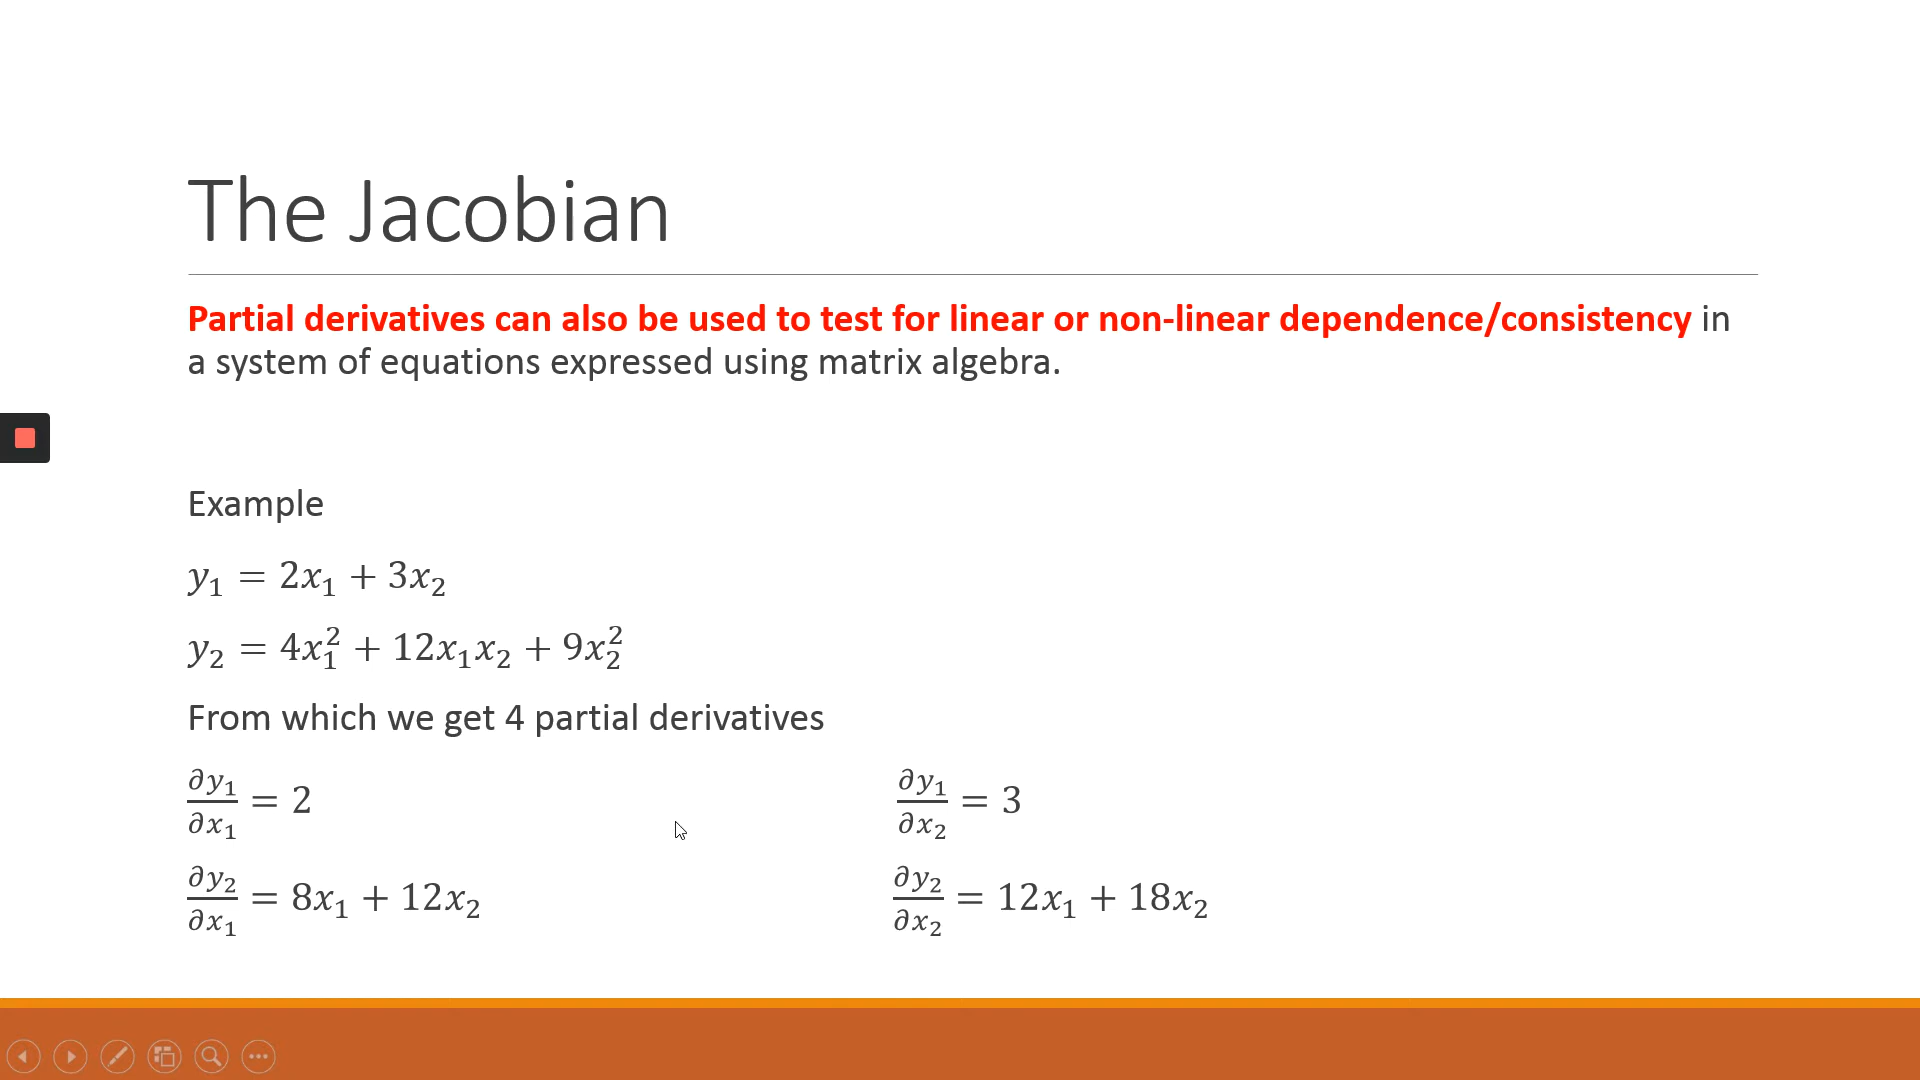 The Jacobian
Partial derivatives can also be used to test for linear or non-linear dependence/consistency in
a system of equations expressed using matrix algebra.
Example
y₁ = 2x₁ + 3x₂
y₂ = 4x₁² + 12x₁x₂ + 9x₂²
From which we get 4 partial derivatives
∂y₁/∂x₁ = 2    ∂y₁/∂x₂ = 3
∂y₂/∂x₁ = 8x₁ + 12x₂    ∂y₂/∂x₂ = 12x₁ + 18x₂